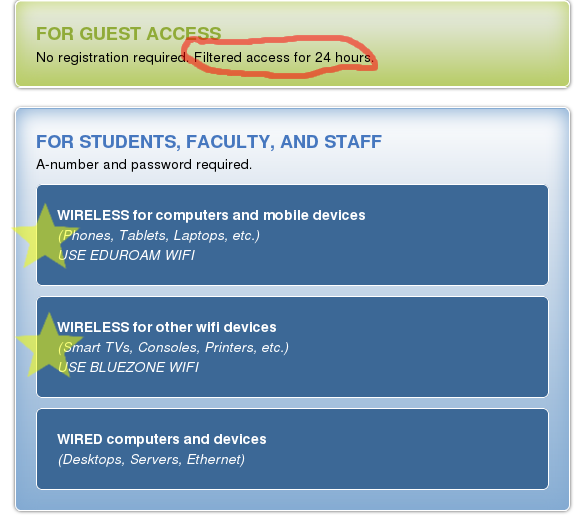 FOR GUEST ACCESS
No registration required. Filtered access for 24 hours.
FOR STUDENTS, FACULTY, AND STAFF
A-number and password required.
WIRELESS for computers and mobile devices
(Phones, Tablets, Laptops, etc.)
USE EDUROAM WIFI
WIRELESS for other wifi devices
(Smart TVs, Consoles, Printers, etc.)
USE BLUEZONE WIFI
WIRED computers and devices
(Desktops, Servers, Ethernet)